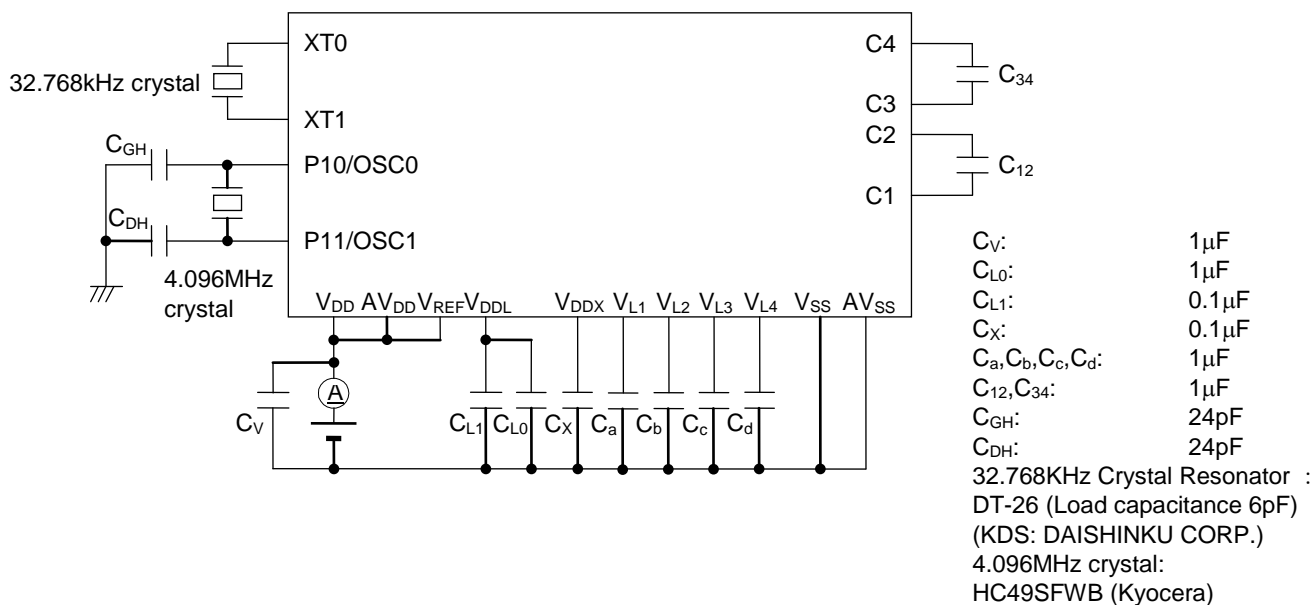 XT0
C4
32.768kHz crystal
C34
C3
XT1
C2
CGH
P10/OSC0
C12
C1
CDH
P11/OSC1
4.096MHz
crystal
VDD AVDD VREF VDDL VDDX VL1 VL2 VL3 VL4 VSS AVSS
A
CV CL1 CL0 CX Ca Cb Cc Cd
CV: 1μF
CL0: 1μF
CL1: 0.1μF
CX: 0.1μF
Ca,Cb,Cc,Cd: 1μF
C12,C34: 1μF
CGH: 24pF
CDH: 24pF
32.768KHz Crystal Resonator :
DT-26 (Load capacitance 6pF)
(KDS: DAISHINKU CORP.)
4.096MHz crystal:
HC49SFWB (Kyocera)